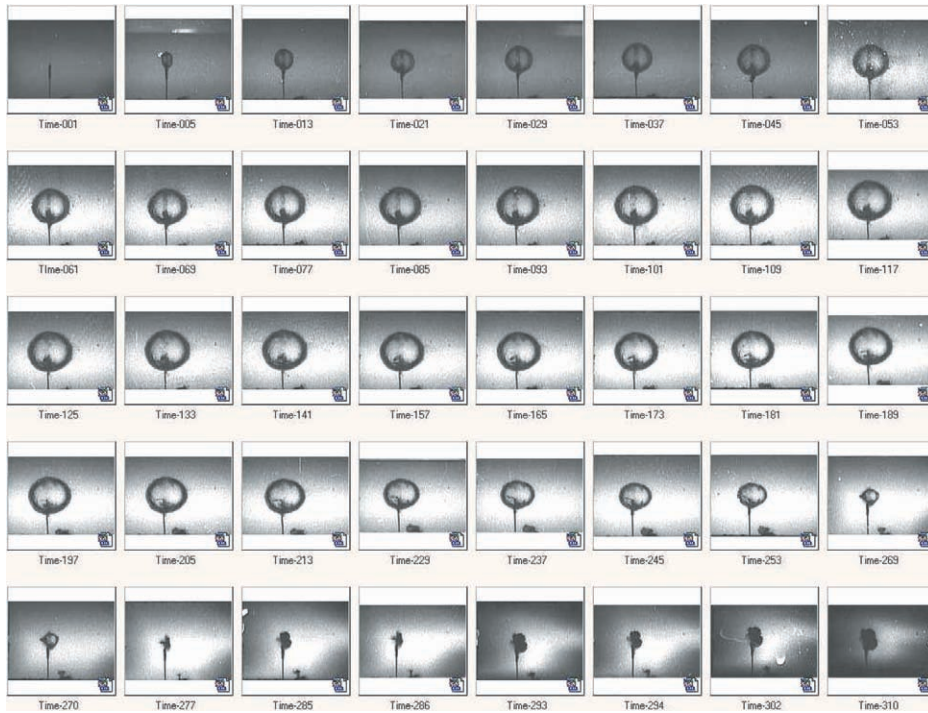 Time-001 Time-005 Time-013 Time-021 Time-029 Time-037 Time-045 Time-053
TIme-061 Time-069 Time-077 Time-085 Time-093 Time-101 Time-109 Time-117
Time-125 Time-133 Time-141 Time-157 Time-165 Time-173 Time-181 Time-189
Time-197 Time-205 Time-213 Time-229 Time-237 Time-245 Time-253 Time-269
Time-270 Time-277 Time-285 Time-286 Time-293 Time-294 Time-302 Time-310